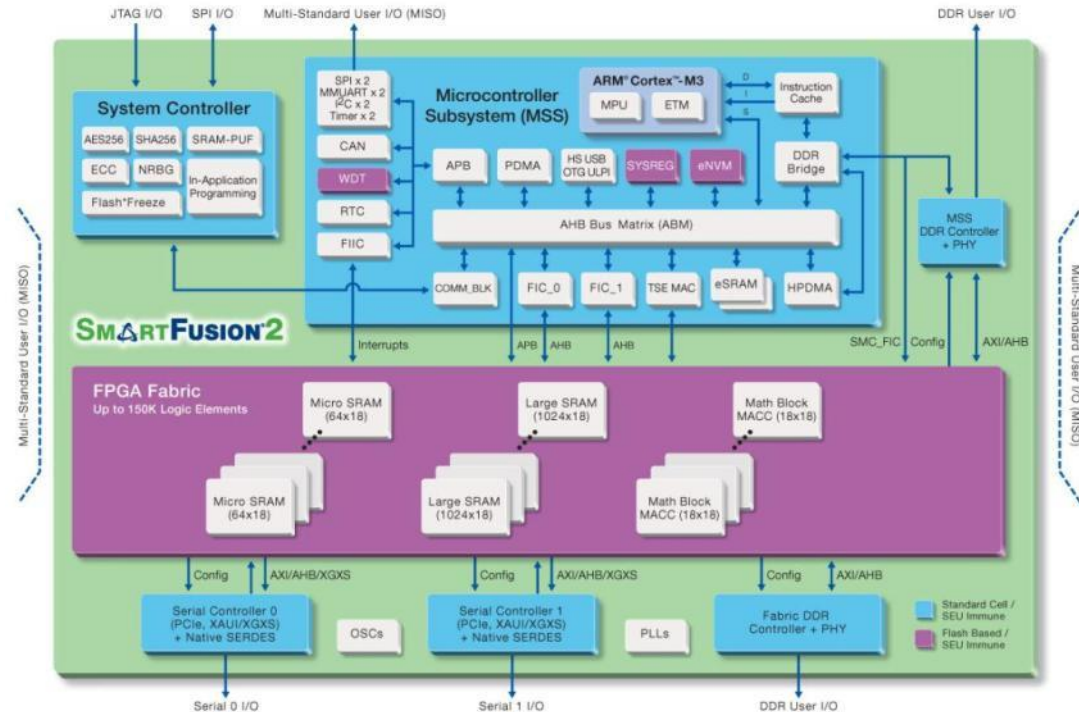 JTAG I/O
SPI I/O
Multi-Standard User I/O (MISO)
DDR User I/O
System Controller
AES256
SHA256
SRAM-PUF
ECC
NRBG
In-Application
Programming
Flash*Freeze
SPI x 2
MMUART x 2
I²C x 2
Timer x 2
CAN
WDT
RTC
FIIC
Microcontroller
Subsystem (MSS)
ARM® Cortex™-M3
MPU
ETM
D
I
S
Instruction
Cache
APB
PDMA
HS USB
OTG ULPI
SYSREG
eNVM
DDR
Bridge
AHB Bus Matrix (ABM)
COMM_BLK
FIC_0
FIC_1
TSE MAC
eSRAM
HPDMA
MSS
DDR Controller
+ PHY
Multi-Standard User I/O (MISO)
Multi-Standard User I/O (MISO)
SMARTFUSION®2
Interrupts
APB
AHB
AHB
SMC_FIC
Config
AXI/AHB
FPGA Fabric
Up to 150K Logic Elements
Micro SRAM
(64x18)
Large SRAM
(1024x18)
Math Block
MACC (18x18)
Micro SRAM
(64x18)
Large SRAM
(1024x18)
Math Block
MACC (18x18)
Config
AXI/AHB/XGXS
Config
AXI/AHB/XGXS
Config
AXI/AHB
Serial Controller 0
(PCIe, XAUI/XGXS)
+ Native SERDES
OSCs
Serial Controller 1
(PCIe, XAUI/XGXS)
+ Native SERDES
PLLs
Fabric DDR
Controller + PHY
Standard Cell /
SEU Immune
Flash Based /
SEU Immune
Serial 0 I/O
Serial 1 I/O
DDR User I/O